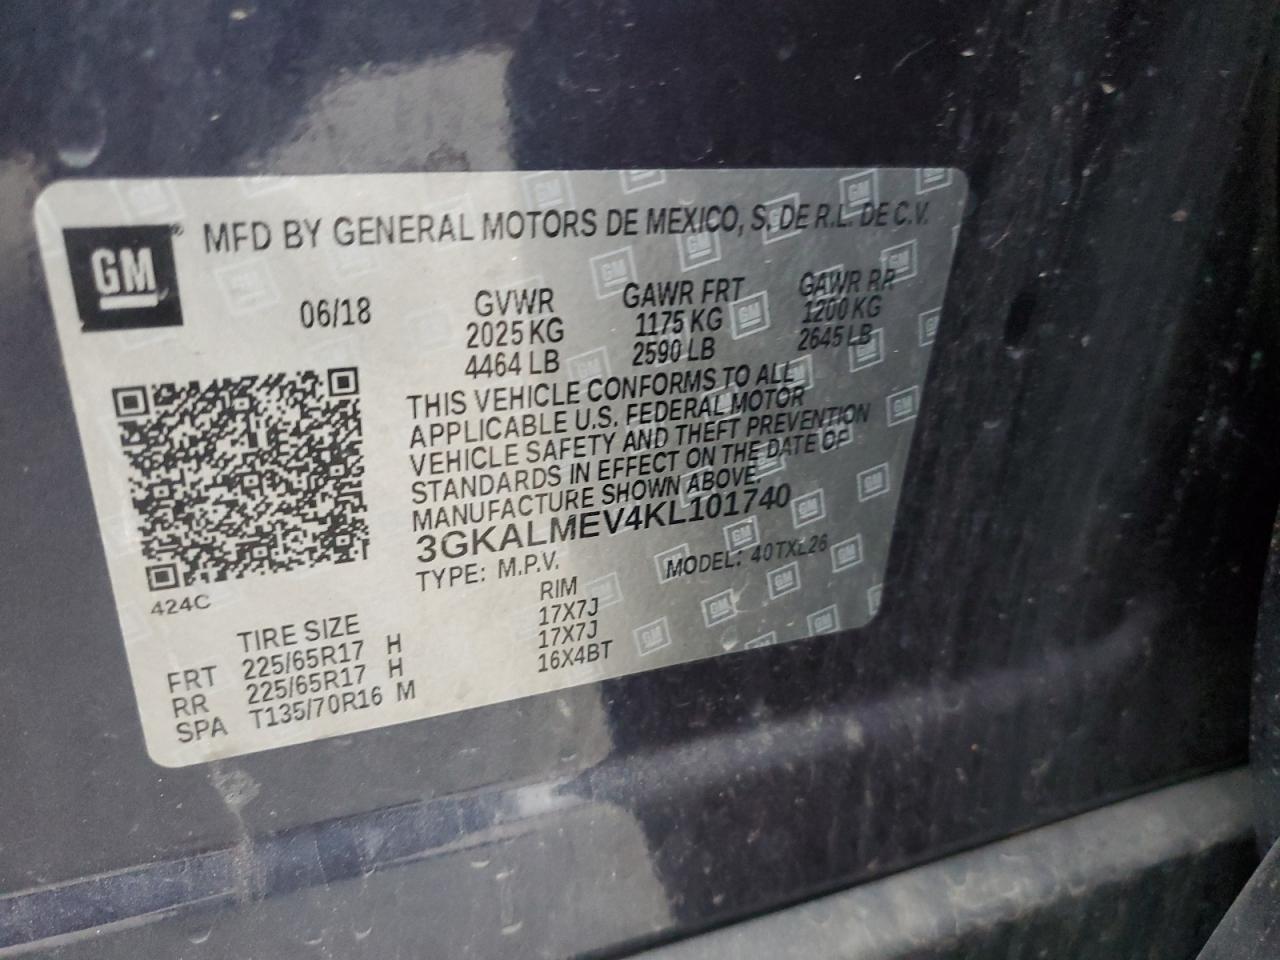 GM
MFD BY GENERAL MOTORS DE MEXICO, S. DE R.L. DE C.V.
06/18 GVWR GAWR FRT GAWR RR
2025 KG 1175 KG 1200 KG
4464 LB 2590 LB 2645 LB
THIS VEHICLE CONFORMS TO ALL
APPLICABLE U.S. FEDERAL MOTOR
VEHICLE SAFETY AND THEFT PREVENTION
STANDARDS IN EFFECT ON THE DATE OF
MANUFACTURE SHOWN ABOVE.
3GKALMEV4KL101740
TYPE: M.P.V. MODEL: 40TXL26
424C
TIRE SIZE RIM
FRT 225/65R17 H 17X7J
RR 225/65R17 H 17X7J
SPA T135/70R16 M 16X4BT